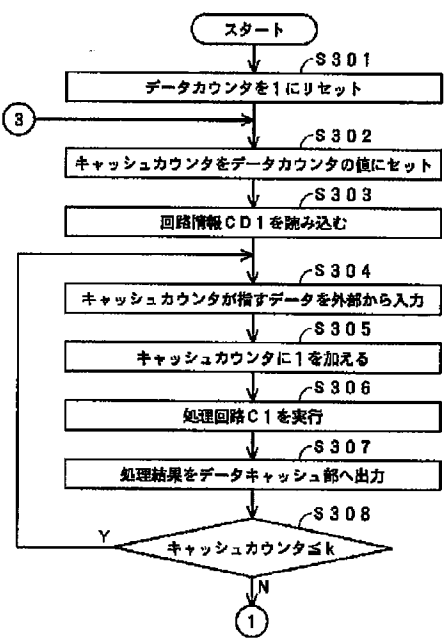 スタート
S301
データカウンタを1にリセット
3
S302
キャッシュカウンタをデータカウンタの値にセット
S303
回路情報CD1を読み込む
S304
キャッシュカウンタが指すデータを外部から入力
S305
キャッシュカウンタに1を加える
S306
処理回路C1を実行
S307
処理結果をデータキャッシュ部へ出力
S308
キャッシュカウンタ≦k
Y
N
1